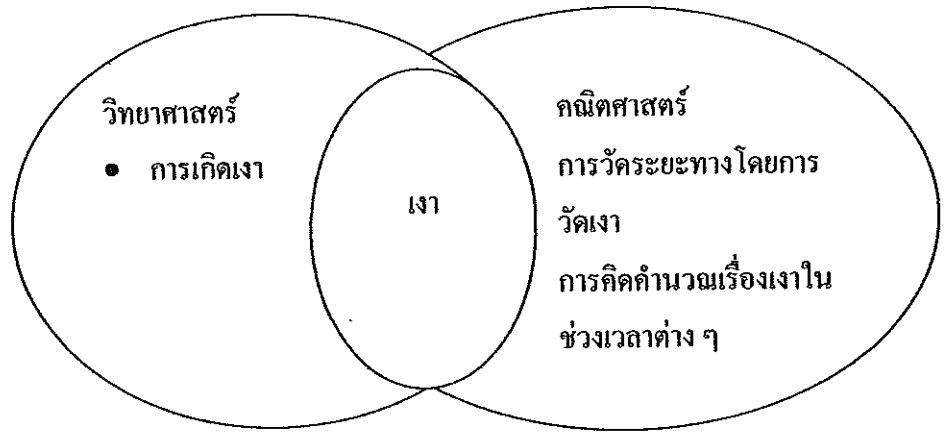 วิทยาศาสตร์
● การเกิดเงา
เงา
คณิตศาสตร์
การวัดระยะทางโดยการ
วัดเงา
การคิดคำนวณเรื่องเงาใน
ช่วงเวลาต่าง ๆ